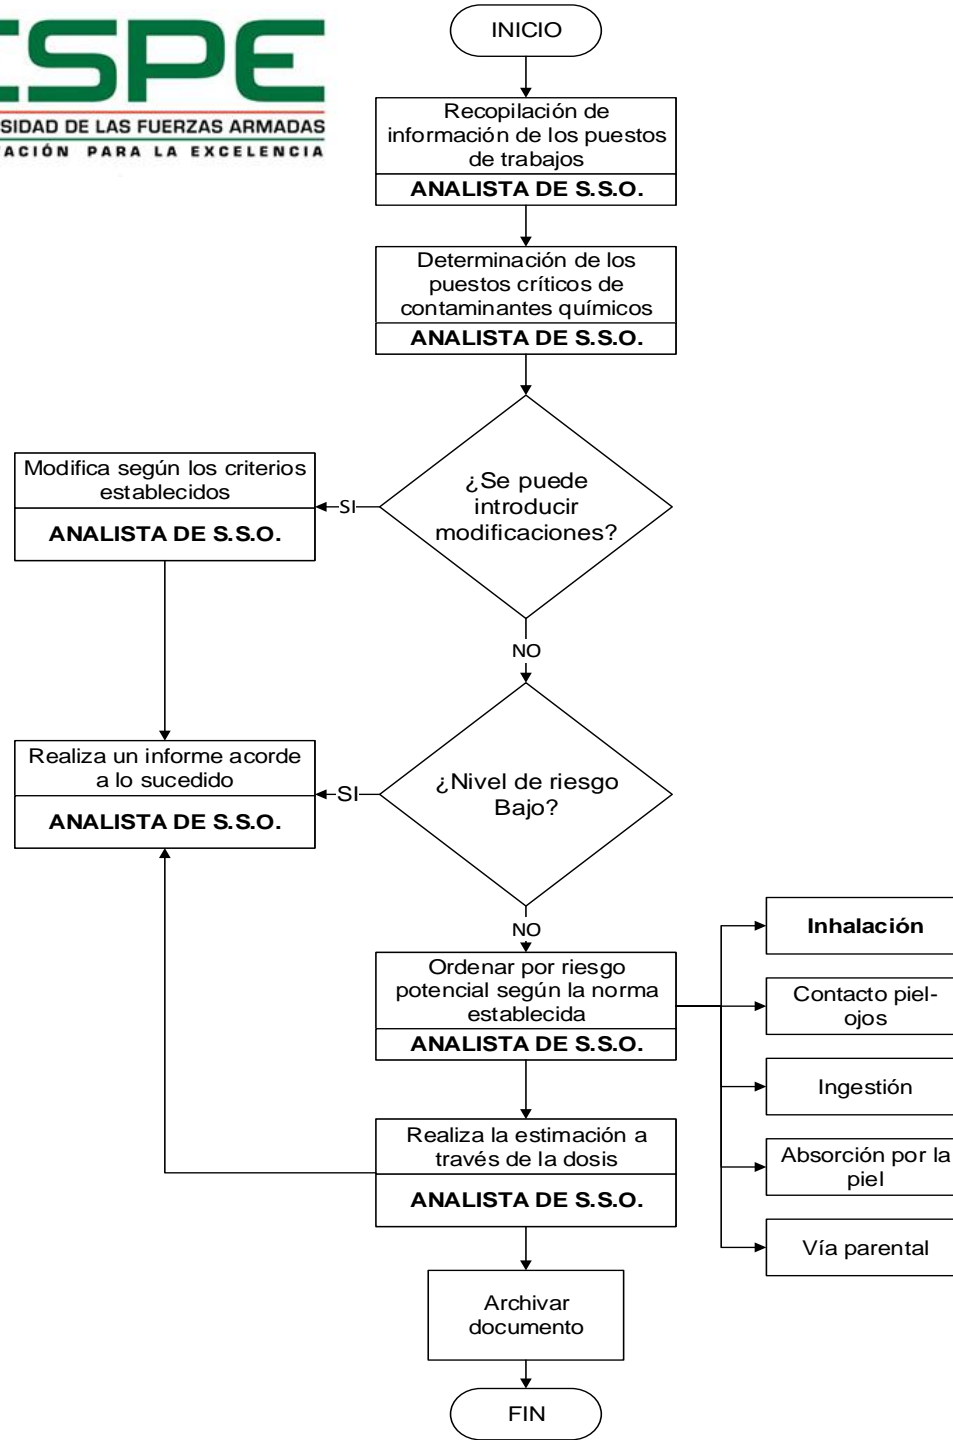 ESPE
SIDAD DE LAS FUERZAS ARMADAS
ACIÓN PARA LA EXCELENCIA
INICIO
Recopilación de
información de los puestos
de trabajos
ANALISTA DE S.S.O.
Determinación de los
puestos críticos de
contaminantes químicos
ANALISTA DE S.S.O.
¿Se puede
introducir
modificaciones?
SI
Modifica según los criterios
establecidos
ANALISTA DE S.S.O.
NO
¿Nivel de riesgo
Bajo?
SI
Realiza un informe acorde
a lo sucedido
ANALISTA DE S.S.O.
NO
Ordenar por riesgo
potencial según la norma
establecida
ANALISTA DE S.S.O.
Inhalación
Contacto piel-
ojos
Ingestión
Absorción por la
piel
Vía parental
Realiza la estimación a
través de la dosis
ANALISTA DE S.S.O.
Archivar
documento
FIN